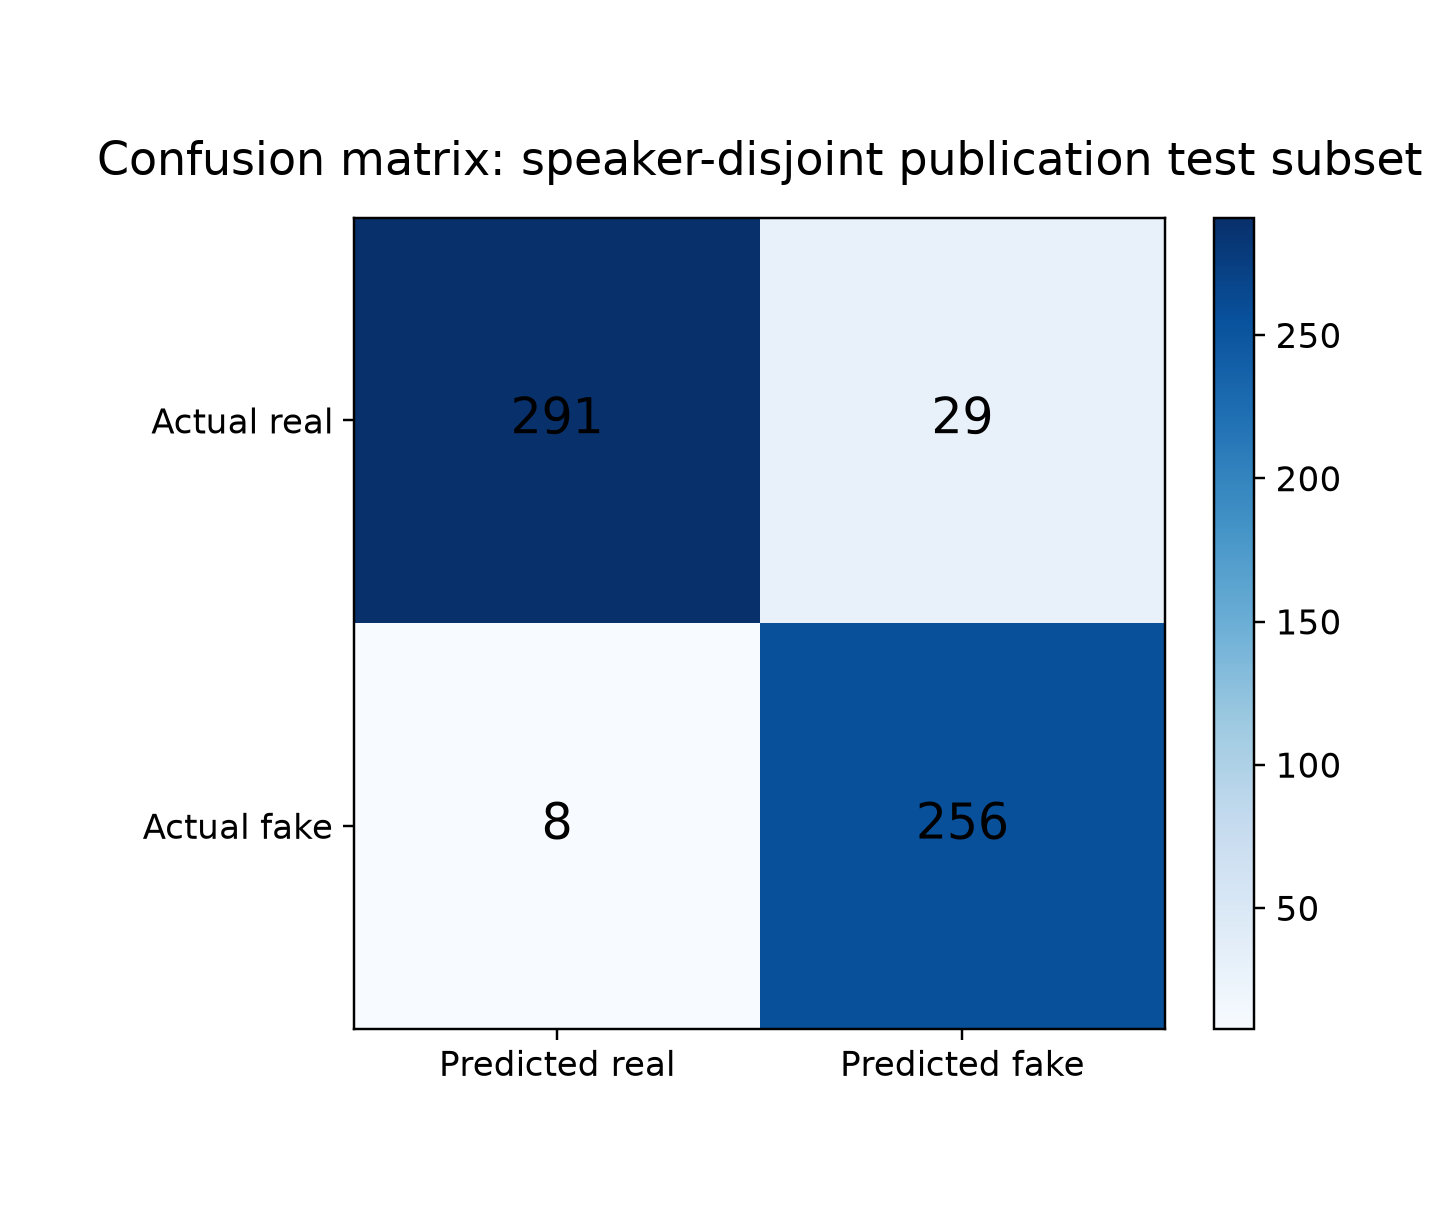 Confusion matrix: speaker-disjoint publication test subset
Actual real
291
29
Actual fake
8
256
Predicted real
Predicted fake
250
200
150
100
50